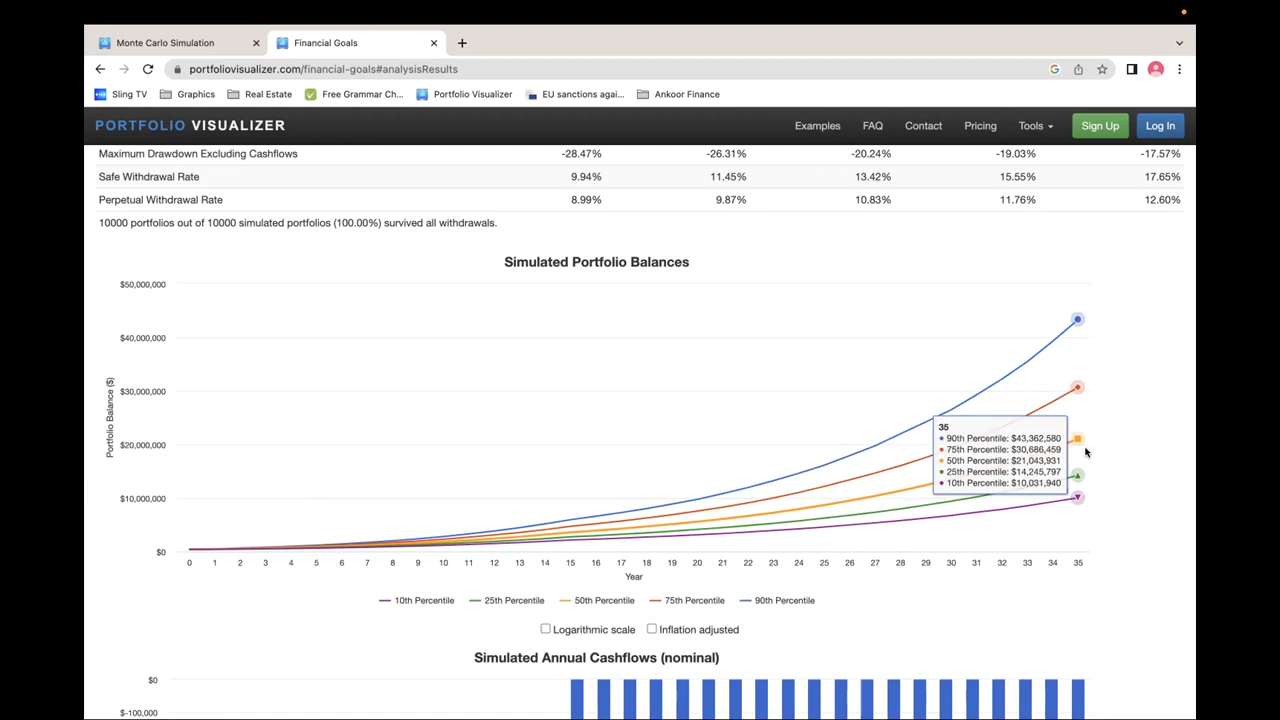 Monte Carlo Simulation
Financial Goals
portfoliovisualizer.com/financial-goals#analysisResults
Sling TV Graphics Real Estate Free Grammar Ch... Portfolio Visualizer EU sanctions agai... Ankoor Finance
PORTFOLIO VISUALIZER Examples FAQ Contact Pricing Tools Sign Up Log In
Maximum Drawdown Excluding Cashflows -28.47% -26.31% -20.24% -19.03% -17.57%
Safe Withdrawal Rate 9.94% 11.45% 13.42% 15.55% 17.65%
Perpetual Withdrawal Rate 8.99% 9.87% 10.83% 11.76% 12.60%
10000 portfolios out of 10000 simulated portfolios (100.00%) survived all withdrawals.
Simulated Portfolio Balances
$50,000,000
$40,000,000
$30,000,000
$20,000,000
$10,000,000
$0
Portfolio Balance ($)
35
90th Percentile: $43,362,580
75th Percentile: $30,686,459
50th Percentile: $21,043,931
25th Percentile: $14,245,797
10th Percentile: $10,031,940
0 1 2 3 4 5 6 7 8 9 10 11 12 13 14 15 16 17 18 19 20 21 22 23 24 25 26 27 28 29 30 31 32 33 34 35
Year
10th Percentile 25th Percentile 50th Percentile 75th Percentile 90th Percentile
Logarithmic scale Inflation adjusted
Simulated Annual Cashflows (nominal)
$0
$-100,000